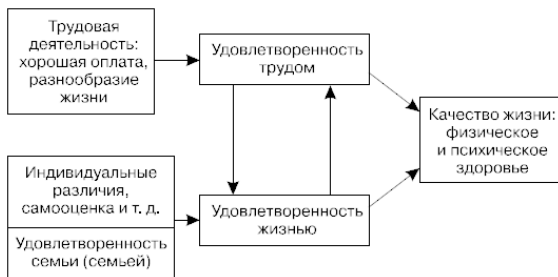 Трудовая
деятельность:
хорошая оплата,
разнообразие
жизни
Удовлетворенность
трудом
Качество жизни:
физическое
и психическое
здоровье
Индивидуальные
различия,
самооценка и т. д.
Удовлетворенность
семьи (семьей)
Удовлетворенность
жизнью